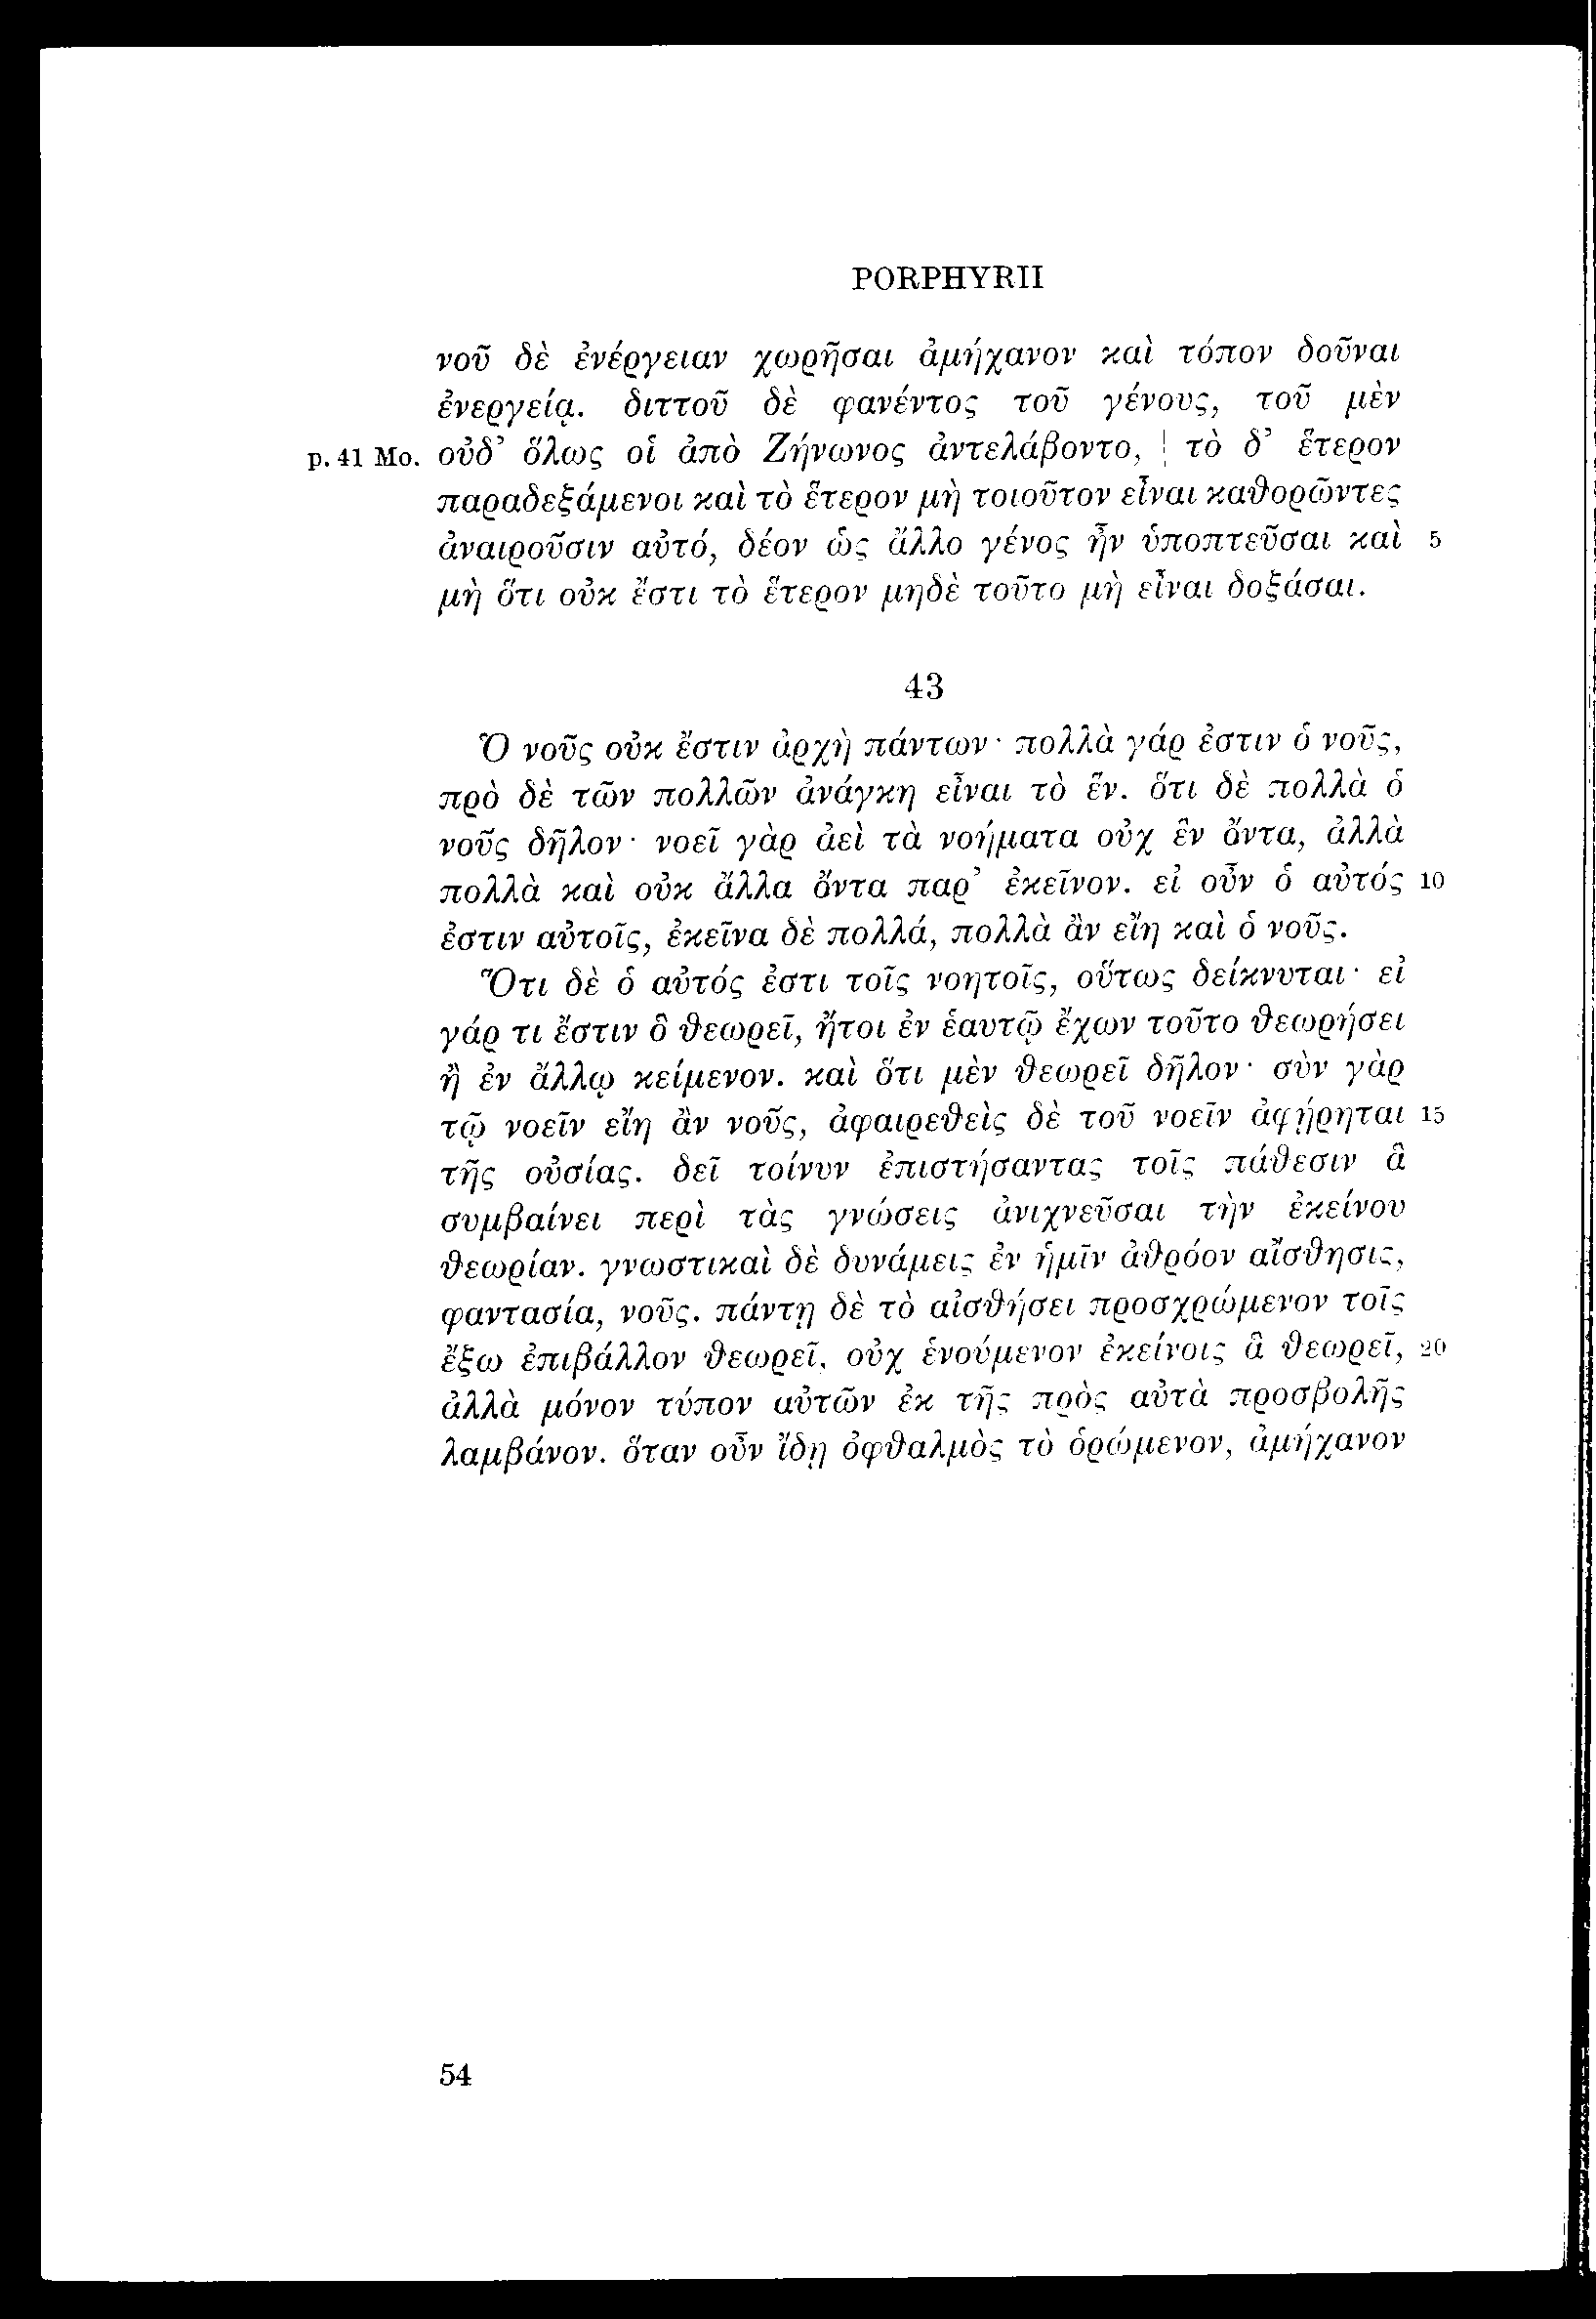 PORPHYRII
νοῦ δὲ ἐνέργειαν χωρῆσαι ἀμήχανον καὶ τόπον δοῦναι
ἐνεργείᾳ. διττοῦ δὲ φανέντος τοῦ γένους, τοῦ μὲν
p. 41 Mo. οὐδ’ ὅλως οἱ ἀπὸ Ζήνωνος ἀντελάβοντο, ¦ τὸ δ’ ἕτερον
παραδεξάμενοι καὶ τὸ ἕτερον μὴ τοιοῦτον εἶναι καθορῶντες
ἀναιροῦσιν αὐτό, δέον ὡς ἄλλο γένος ἦν ὑποπτεῦσαι καὶ 5
μὴ ὅτι οὐκ ἔστι τὸ ἕτερον μηδὲ τοῦτο μὴ εἶναι δοξάσαι.
43
Ὁ νοῦς οὐκ ἔστιν ἀρχὴ πάντων· πολλὰ γάρ ἐστιν ὁ νοῦς,
πρὸ δὲ τῶν πολλῶν ἀνάγκη εἶναι τὸ ἕν. ὅτι δὲ πολλὰ ὁ
νοῦς δῆλον· νοεῖ γὰρ ἀεὶ τὰ νοήματα οὐχ ἓν ὄντα, ἀλλὰ
πολλὰ καὶ οὐκ ἄλλα ὄντα παρ’ ἐκεῖνον. εἰ οὖν ὁ αὐτός 10
ἐστιν αὐτοῖς, ἐκεῖνα δὲ πολλά, πολλὰ ἂν εἴη καὶ ὁ νοῦς.
Ὅτι δὲ ὁ αὐτός ἐστι τοῖς νοητοῖς, οὕτως δείκνυται· εἰ
γάρ τι ἔστιν ὃ θεωρεῖ, ἤτοι ἐν ἑαυτῷ ἔχων τοῦτο θεωρήσει
ἢ ἐν ἄλλῳ κείμενον. καὶ ὅτι μὲν θεωρεῖ δῆλον· σὺν γὰρ
τῷ νοεῖν εἴη ἂν νοῦς, ἀφαιρεθεὶς δὲ τοῦ νοεῖν ἀφῄρηται 15
τῆς οὐσίας. δεῖ τοίνυν ἐπιστήσαντας τοῖς πάθεσιν ἃ
συμβαίνει περὶ τὰς γνώσεις ἀνιχνεῦσαι τὴν ἐκείνου
θεωρίαν. γνωστικαὶ δὲ δυνάμεις ἐν ἡμῖν ἀθρόον αἴσθησις,
φαντασία, νοῦς. πάντῃ δὲ τὸ αἰσθήσει προσχρώμενον τοῖς
ἔξω ἐπιβάλλον θεωρεῖ, οὐχ ἑνούμενον ἐκείνοις ἃ θεωρεῖ, 20
ἀλλὰ μόνον τύπον αὐτῶν ἐκ τῆς πρὸς αὐτὰ προσβολῆς
λαμβάνον. ὅταν οὖν ἴδῃ ὀφθαλμὸς τὸ ὁρώμενον, ἀμήχανον
54